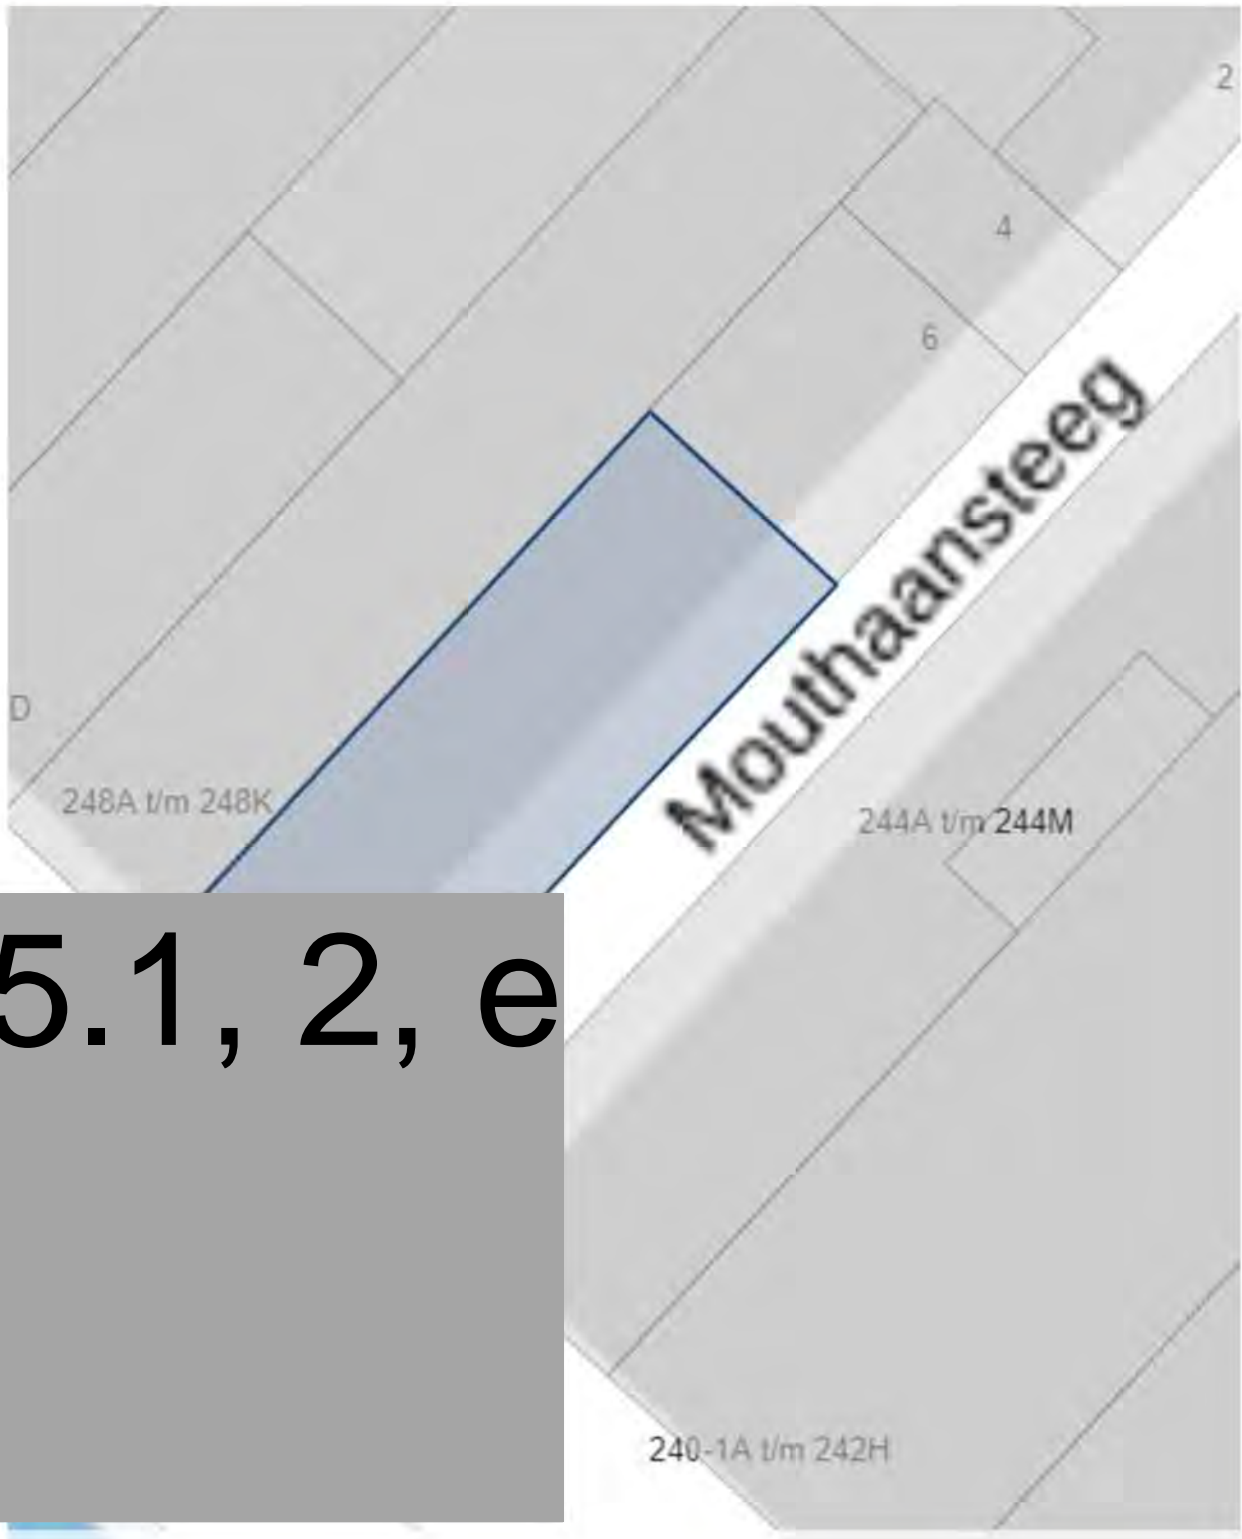 2
4
6
Mouthaansteeg
D
248A t/m 248K
244A t/m 244M
5.1, 2, e
240-1A t/m 242H